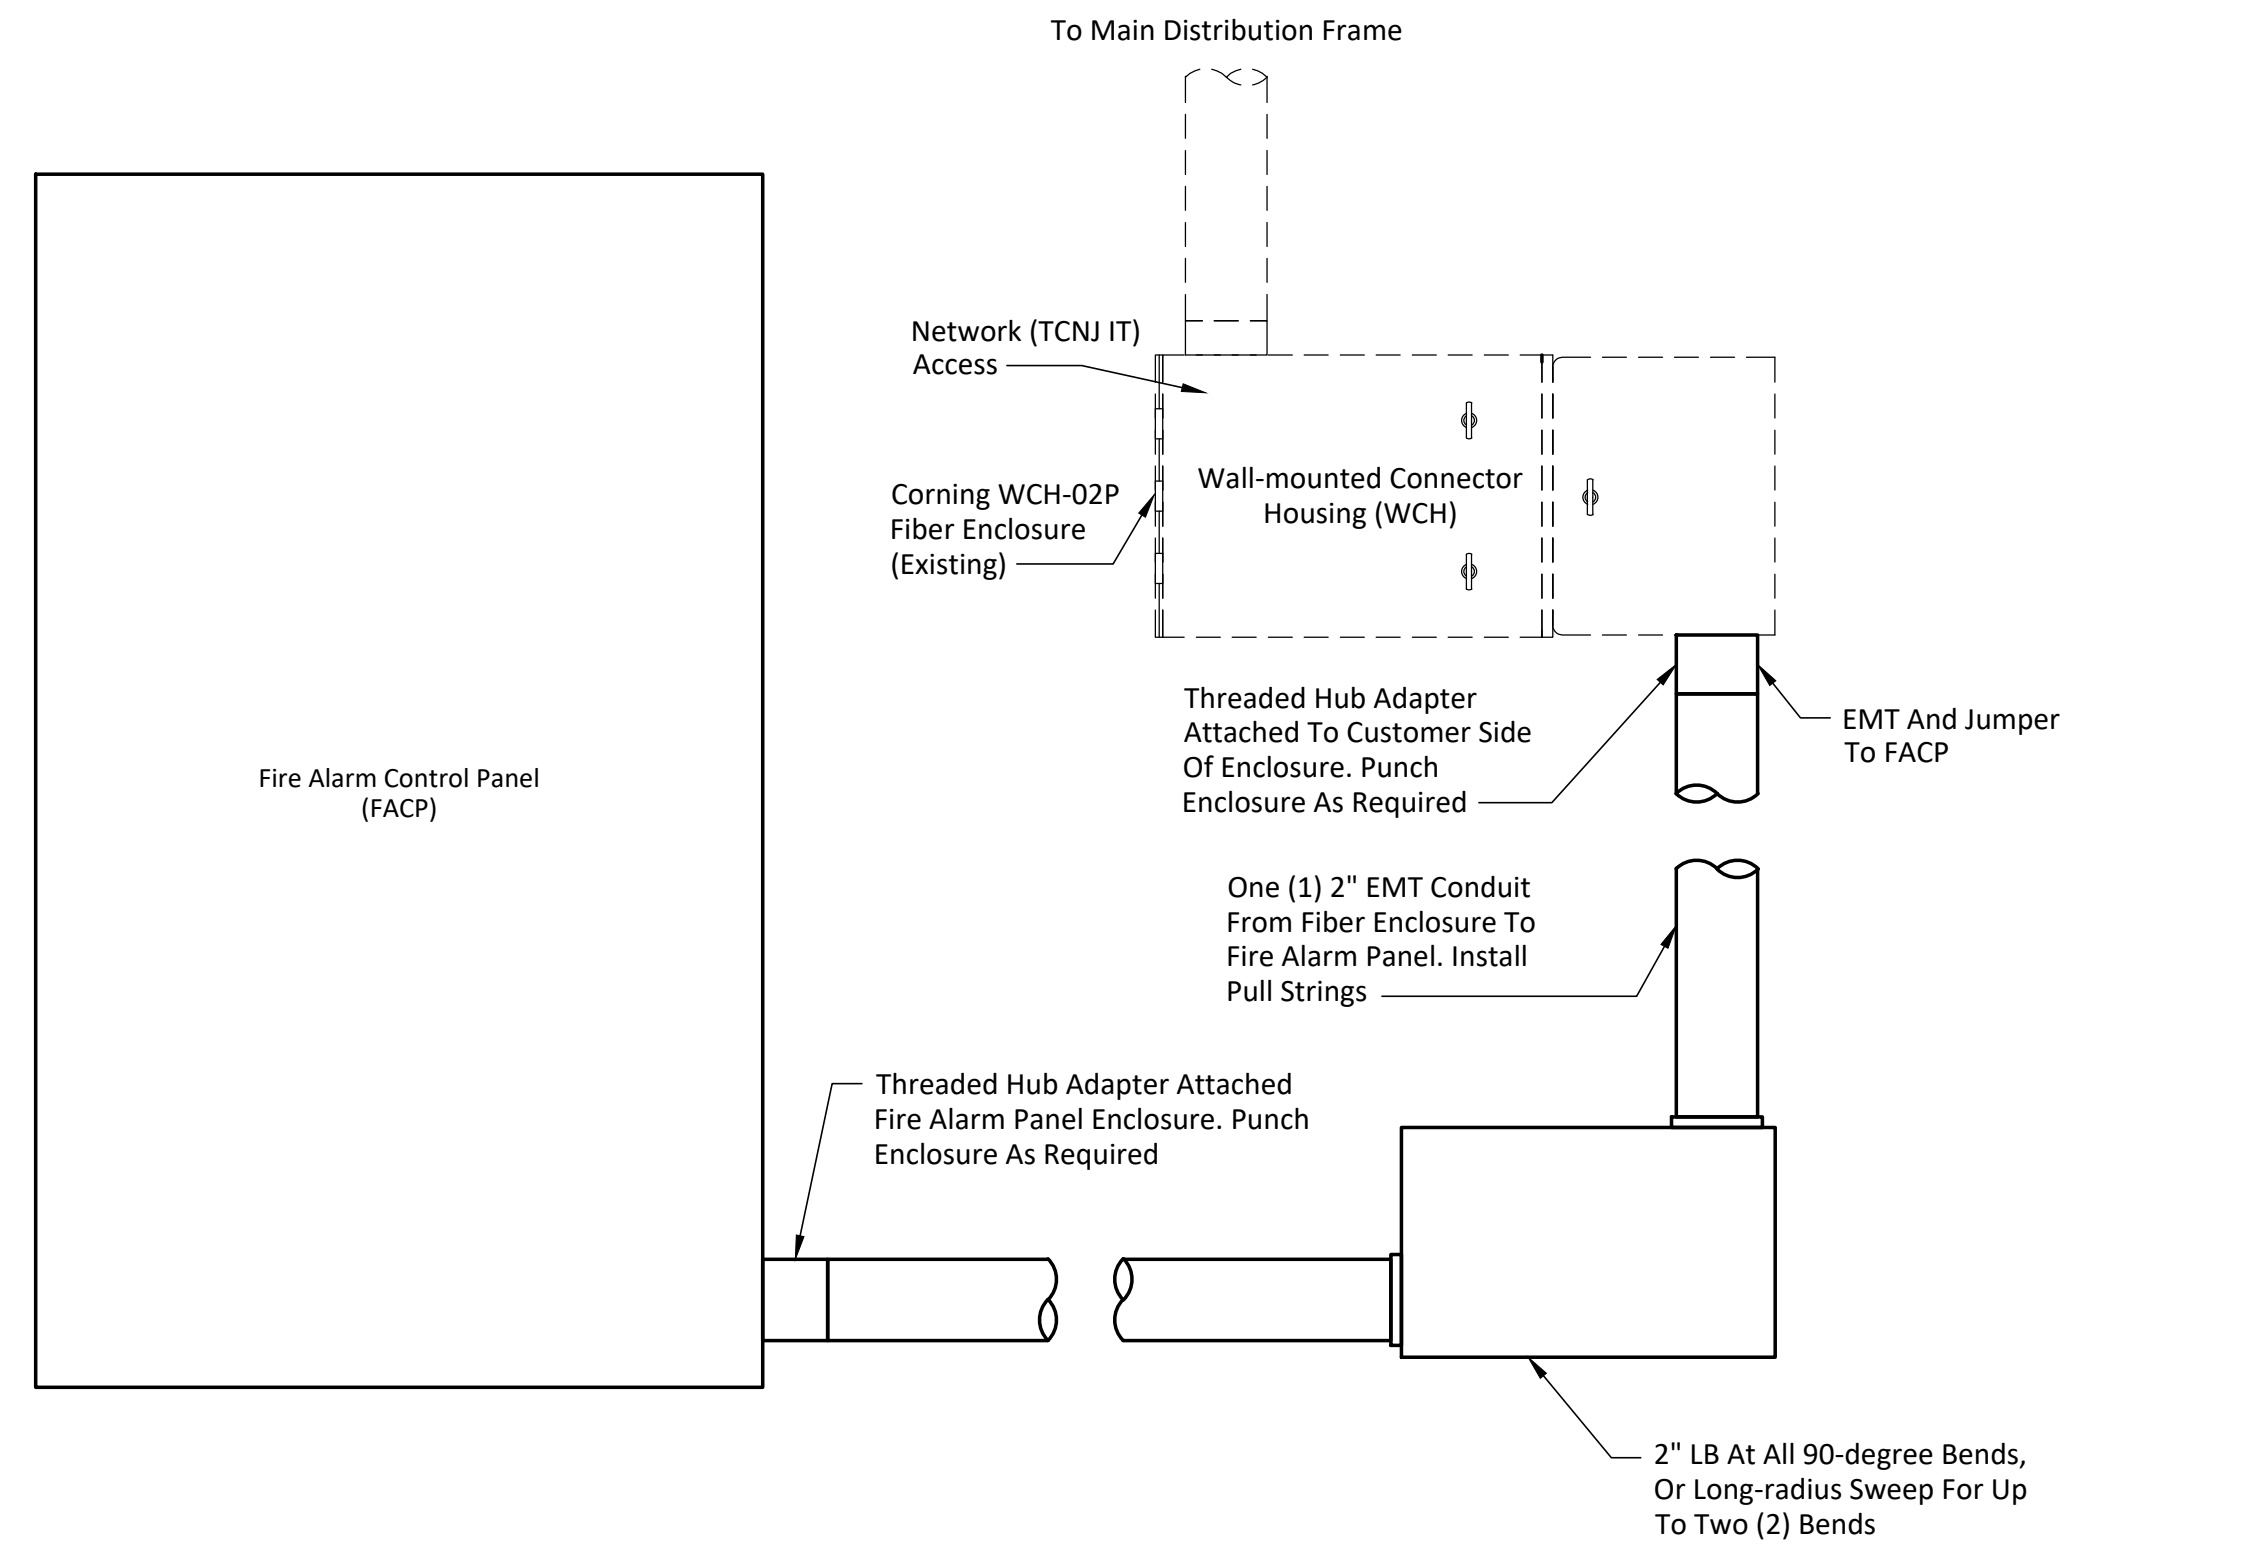 To Main Distribution Frame
Network (TCNJ IT)
Access
Corning WCH-02P
Fiber Enclosure
(Existing)
Wall-mounted Connector
Housing (WCH)
Threaded Hub Adapter
Attached To Customer Side
Of Enclosure. Punch
Enclosure As Required
EMT And Jumper
To FACP
Fire Alarm Control Panel
(FACP)
One (1) 2" EMT Conduit
From Fiber Enclosure To
Fire Alarm Panel. Install
Pull Strings
Threaded Hub Adapter Attached
Fire Alarm Panel Enclosure. Punch
Enclosure As Required
2" LB At All 90-degree Bends,
Or Long-radius Sweep For Up
To Two (2) Bends